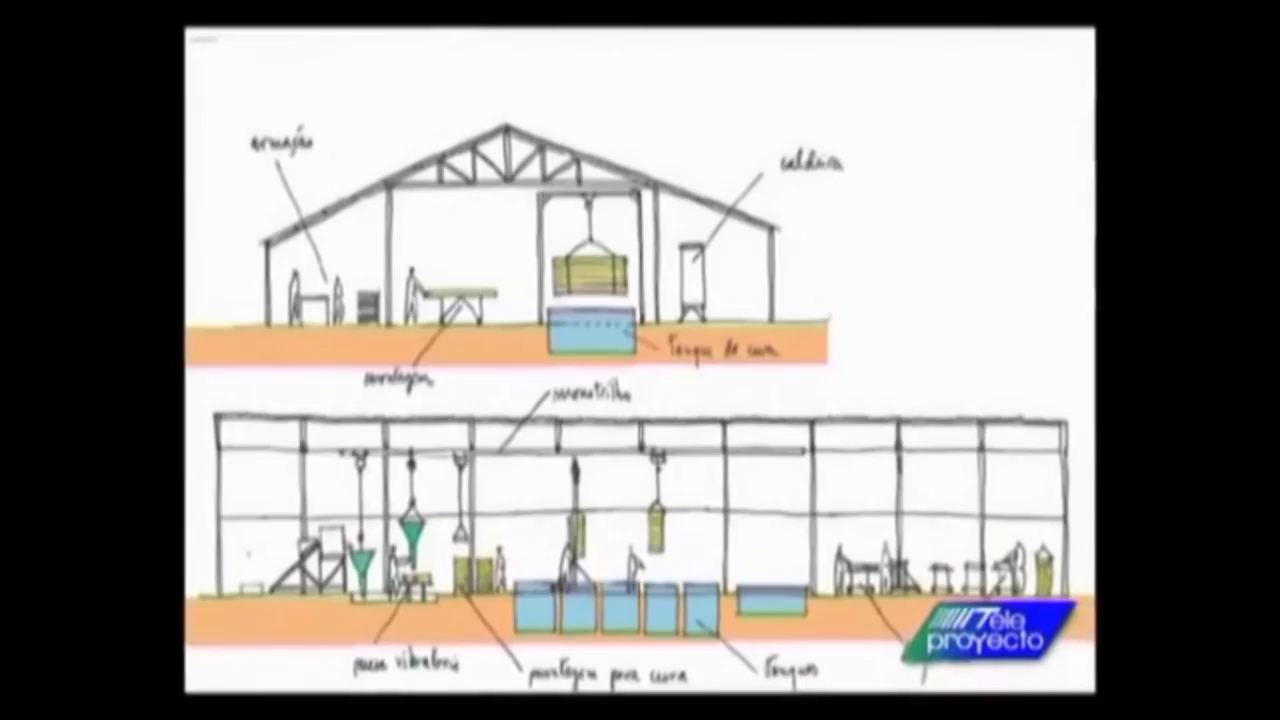 armação
caldeira
Tanque de cura
montagem
monotrilho
mesa vibratória
montagem para cura
Tanques
Tele
proyecto